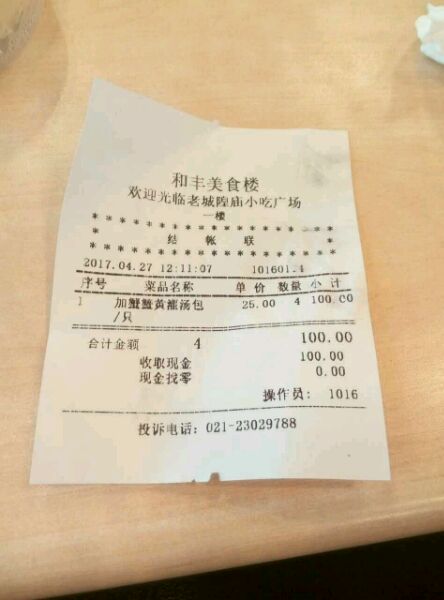 和丰美食楼
欢迎光临老城隍庙小吃广场
一楼
* * * * * * * * * * * * * * * * *
* 结 帐 联 *
* * * * * * * * * * * * * * * * *
2017.04.27 12:11:07 101601.4
序号 菜品名称 单价 数量 小计
1 加蟹蟹黄灌汤包 25.00 4 100.00
/只
合计金额 4 100.00
收取现金 100.00
现金找零 0.00
操作员: 1016
投诉电话: 021-23029788